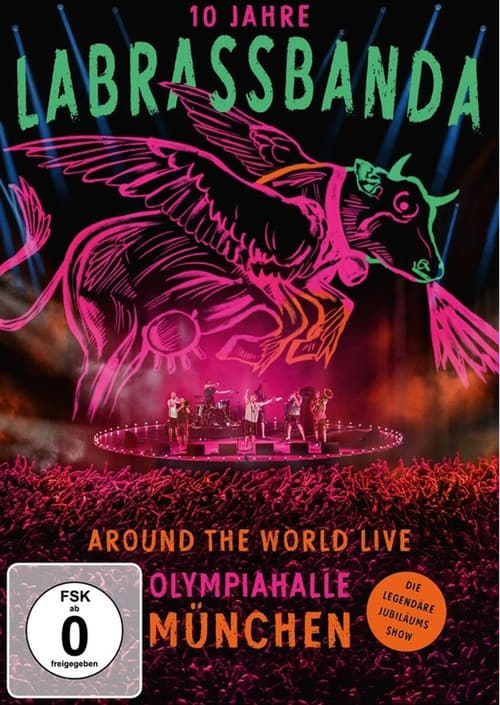 10 JAHRE
LABRASSBANDA
AROUND THE WORLD LIVE
OLYMPIAHALLE
MÜNCHEN
DIE
LEGENDÄRE
JUBILÄUMS
SHOW
FSK
ab
0
freigegeben